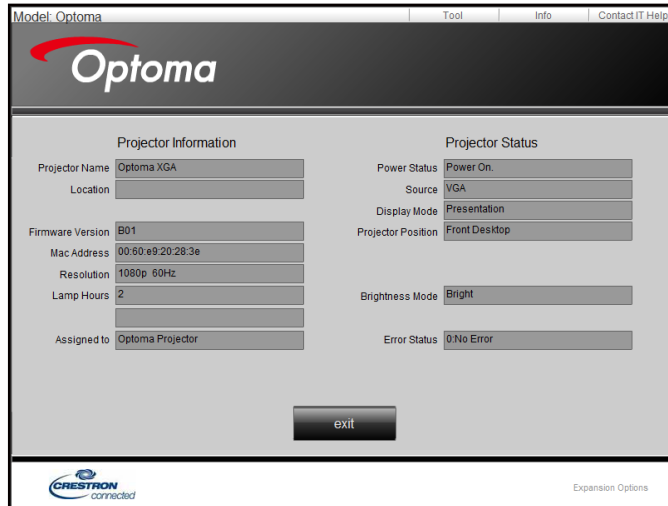 Model: Optoma
Tool
Info
Contact IT Help
Optoma
Projector Information
Projector Name Optoma XGA
Location
Firmware Version B01
Mac Address 00:60:e9:20:28:3e
Resolution 1080p 60Hz
Lamp Hours 2
Assigned to Optoma Projector
Projector Status
Power Status Power On.
Source VGA
Display Mode Presentation
Projector Position Front Desktop
Brightness Mode Bright
Error Status 0:No Error
exit
CRESTRON
connected
Expansion Options